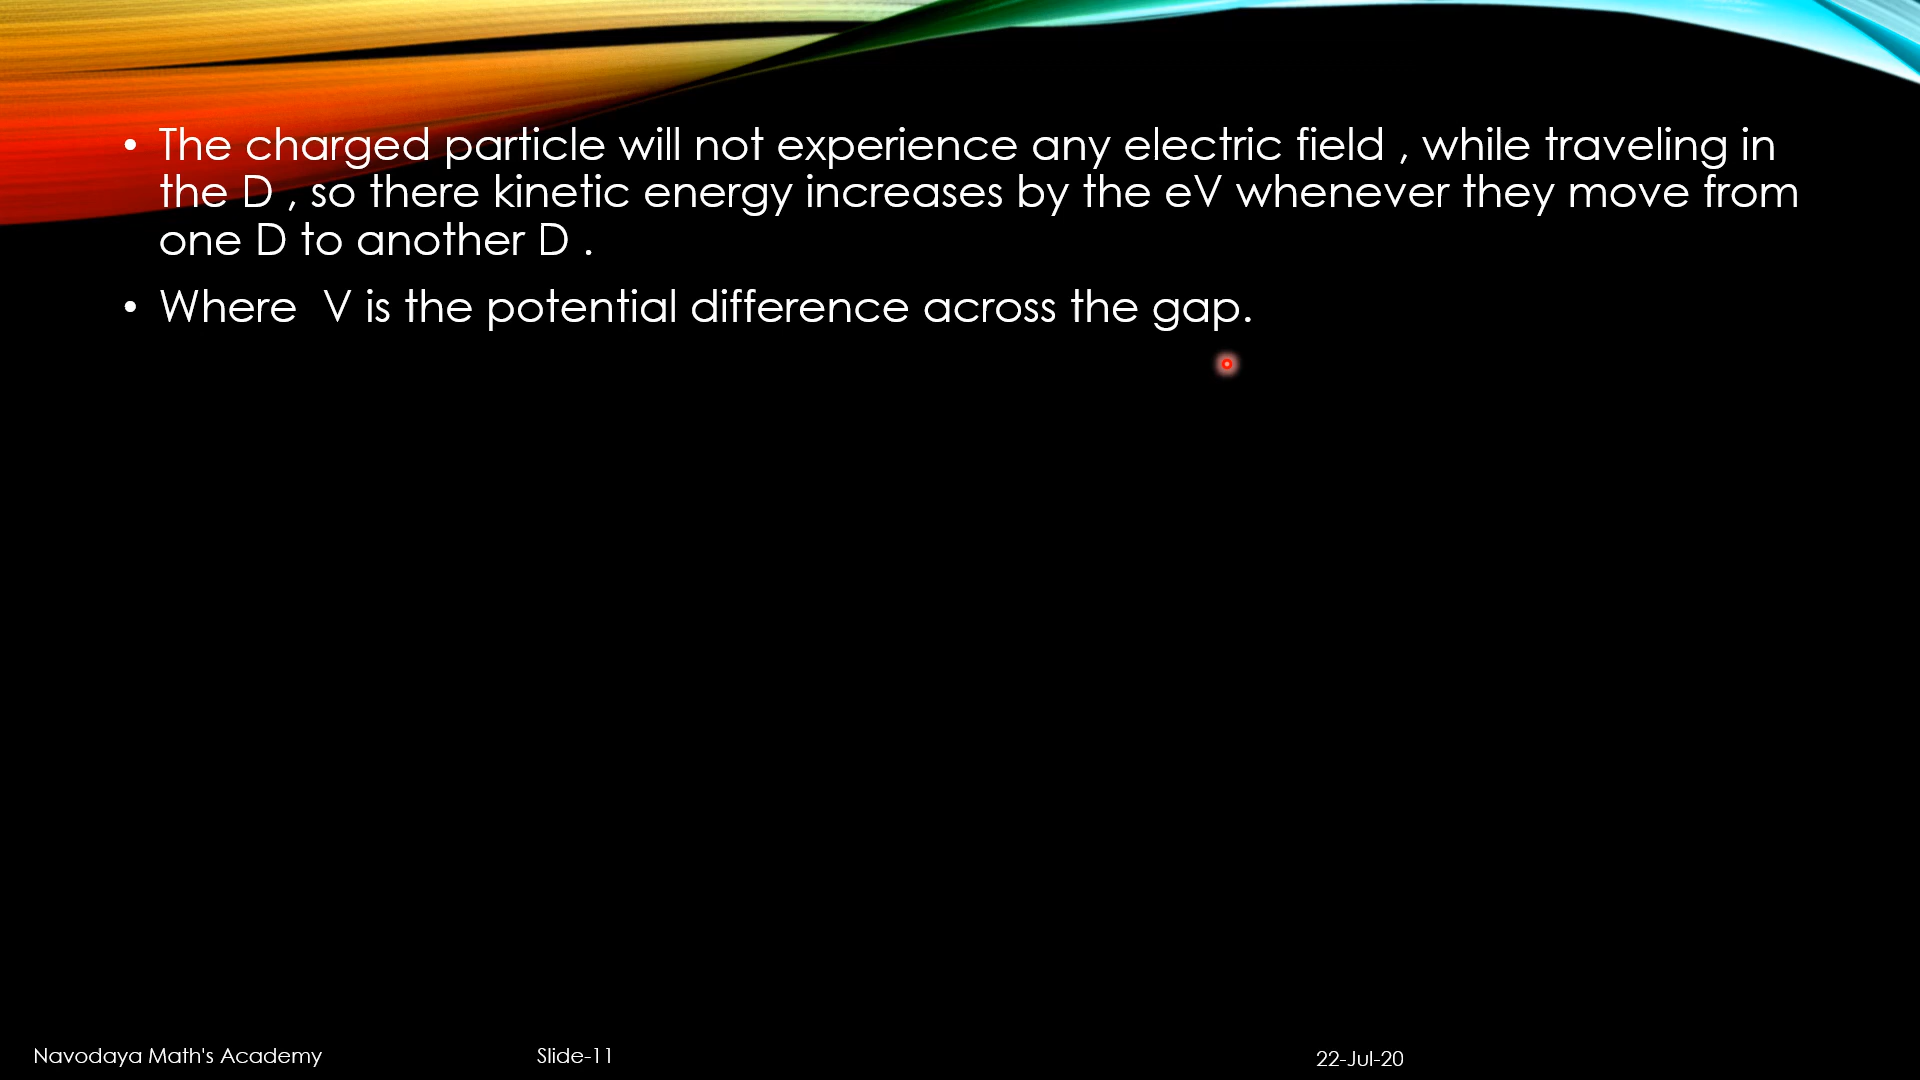 • The charged particle will not experience any electric field , while traveling in
the D , so there kinetic energy increases by the eV whenever they move from
one D to another D .
• Where  V is the potential difference across the gap.
Navodaya Math's Academy
Slide-11
22-Jul-20